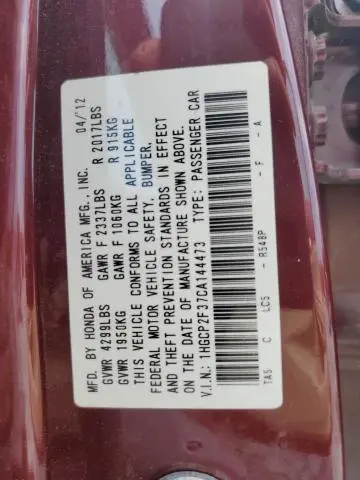 MFD. BY HONDA OF AMERICA MFG., INC. 04/12
GVWR 4299LBS GAWR F 2337LBS R 2017LBS
GVWR 1950KG GAWR F 1060KG R 915KG
THIS VEHICLE CONFORMS TO ALL APPLICABLE
FEDERAL MOTOR VEHICLE SAFETY, BUMPER,
AND THEFT PREVENTION STANDARDS IN EFFECT
ON THE DATE OF MANUFACTURE SHOWN ABOVE.
V.I.N.: 1HGCP2F37CA144473 TYPE: PASSENGER CAR
TA5 C LC5 - R548P - F - A